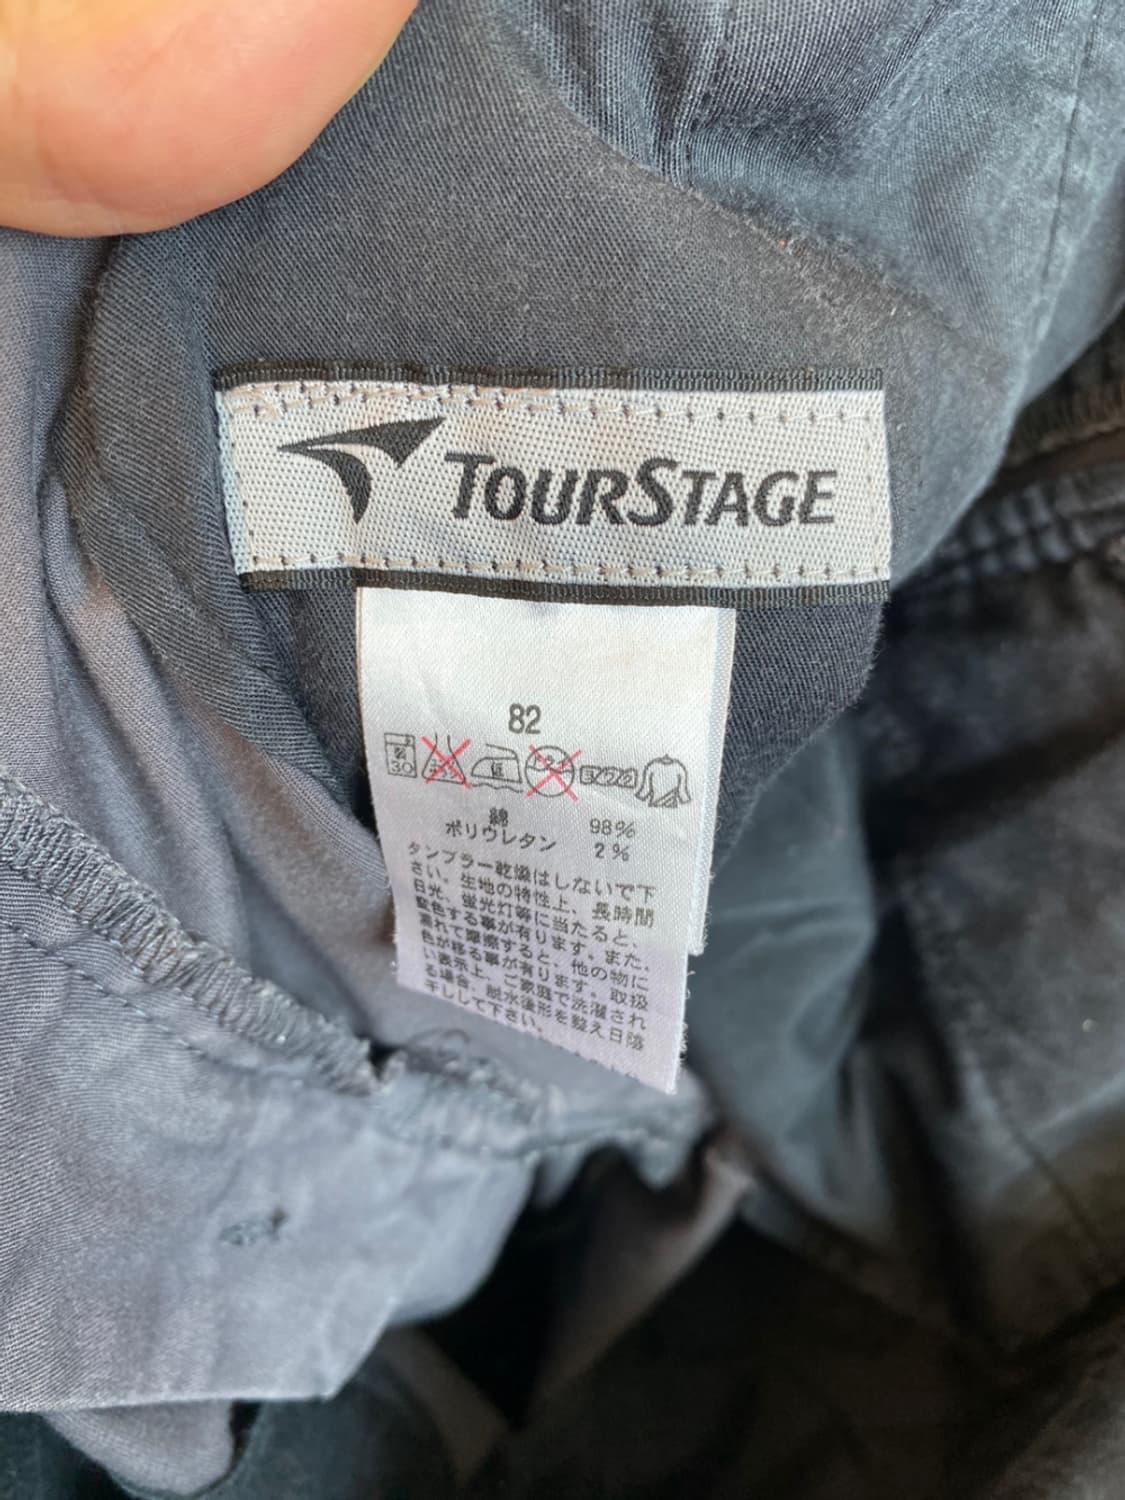 TOURSTAGE
82
弱
30
低
ヨワク
綿 98%
ポリウレタン 2%
タンブラー乾燥はしないで下
さい。生地の特性上、長時間
日光、蛍光灯等に当たると、
変色する事が有ります。また、
濡れて摩擦すると、他の物に
色が移る事が有ります。取扱
い表示上、ご家庭で洗濯され
る場合、脱水後形を整え日陰
干しして下さい。